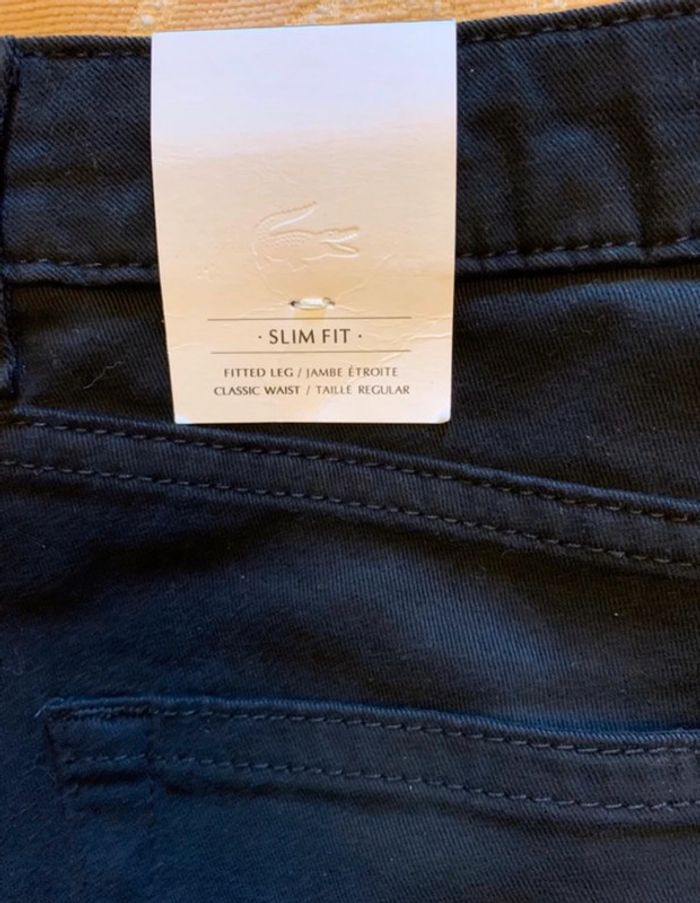 · SLIM FIT ·
FITTED LEG / JAMBE ÉTROITE
CLASSIC WAIST / TAILLE REGULAR